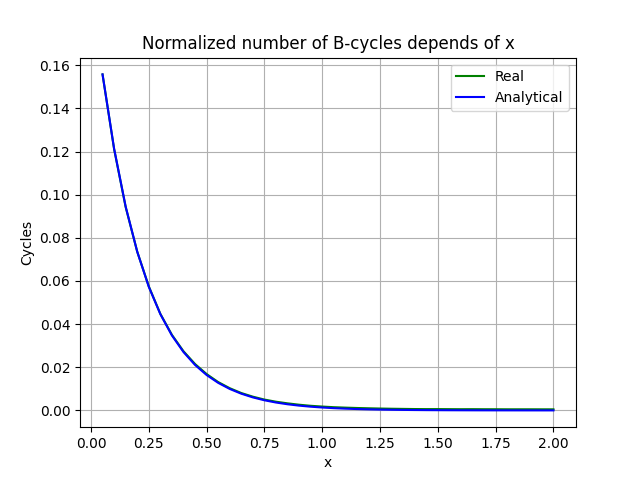 Normalized number of B-cycles depends of x
Real
Analytical
Cycles
0.16
0.14
0.12
0.10
0.08
0.06
0.04
0.02
0.00
0.00 0.25 0.50 0.75 1.00 1.25 1.50 1.75 2.00
x